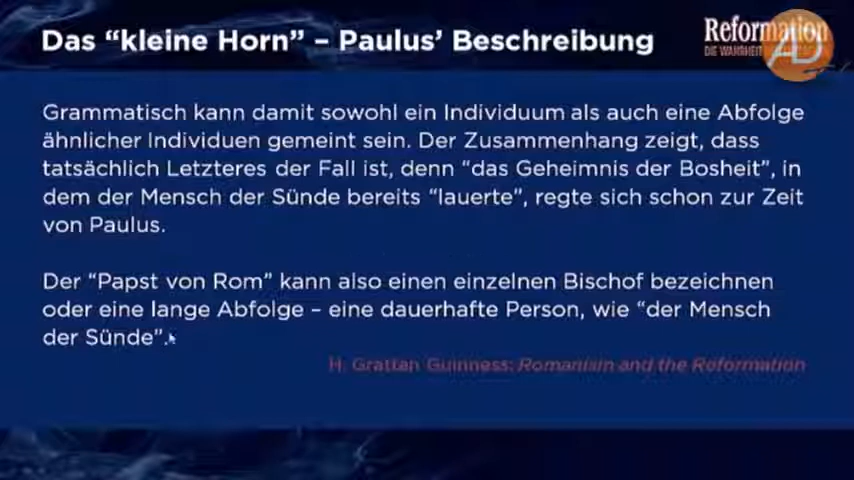 Das “kleine Horn” – Paulus’ Beschreibung
Reformation
Grammatisch kann damit sowohl ein Individuum als auch eine Abfolge
ähnlicher Individuen gemeint sein. Der Zusammenhang zeigt, dass
tatsächlich Letzteres der Fall ist, denn “das Geheimnis der Bosheit”, in
dem der Mensch der Sünde bereits “lauerte”, regte sich schon zur Zeit
von Paulus.
Der “Papst von Rom” kann also einen einzelnen Bischof bezeichnen
oder eine lange Abfolge – eine dauerhafte Person, wie “der Mensch
der Sünde”.
H. Grattan Guinness: Romanism and the Reformation